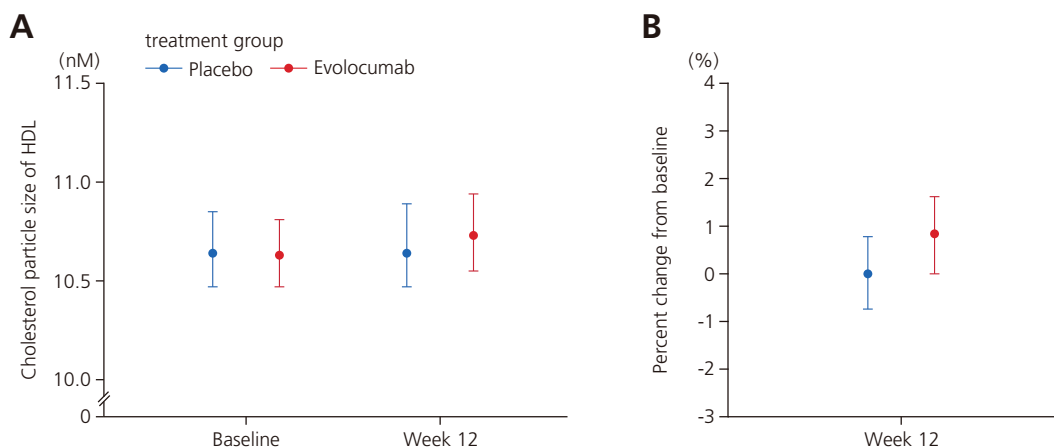 A
treatment group
Placebo
Evolocumab
(nM)
Cholesterol particle size of HDL
11.5
11.0
10.5
10.0
0
Baseline
Week 12
B
(%)
Percent change from baseline
4
3
2
1
0
-1
-2
-3
Week 12